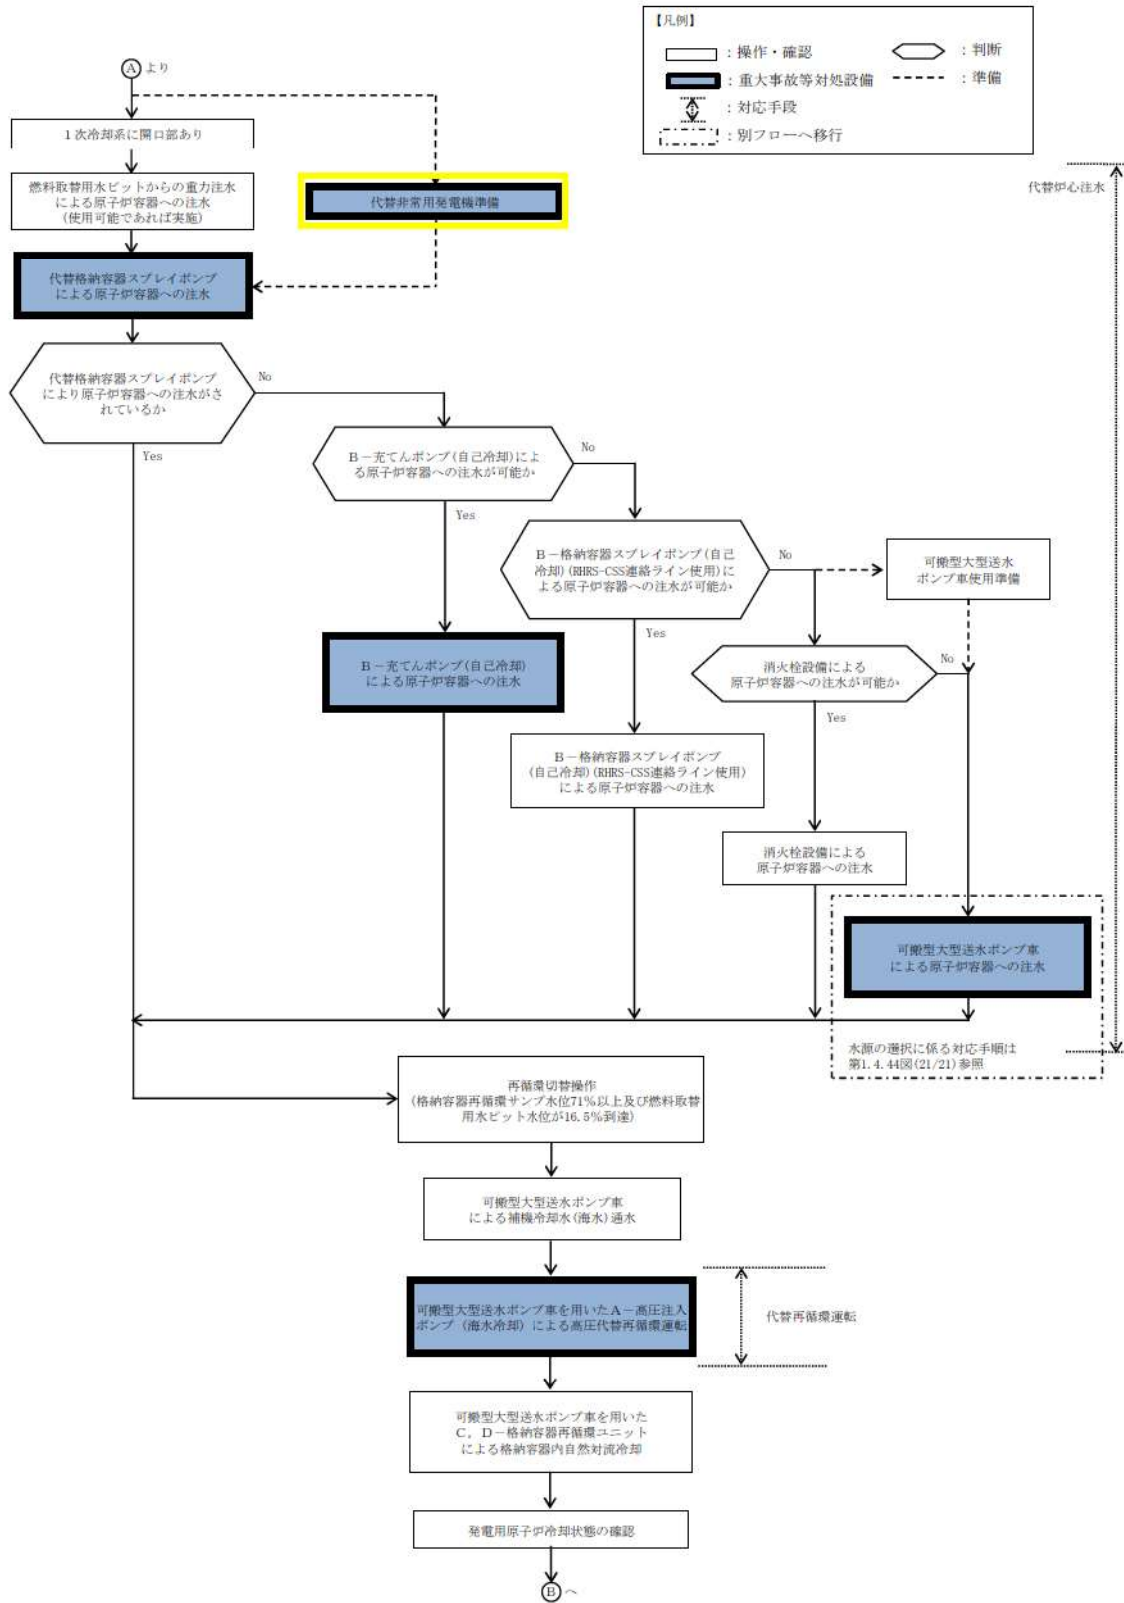 【凡例】
：操作・確認
：判断
：重大事故等対処設備
：準備
：対応手段
：別フローへ移行
Ａ より
１次冷却系に開口部あり
燃料取替用水ピットからの重力注水
による原子炉容器への注水
(使用可能であれば実施)
代替非常用発電機準備
代替炉心注水
代替格納容器スプレイポンプ
による原子炉容器への注水
代替格納容器スプレイポンプ
により原子炉容器への注水がさ
れているか
No
Yes
Ｂ－充てんポンプ(自己冷却)によ
る原子炉容器への注水が可能か
No
Yes
Ｂ－格納容器スプレイポンプ(自己
冷却)(RHRS-CSS連絡ライン使用)に
よる原子炉容器への注水が可能か
No
Yes
可搬型大型送水
ポンプ車使用準備
Ｂ－充てんポンプ(自己冷却)
による原子炉容器への注水
消火栓設備による
原子炉容器への注水が可能か
No
Yes
Ｂ－格納容器スプレイポンプ
(自己冷却)(RHRS-CSS連絡ライン使用)
による原子炉容器への注水
消火栓設備による
原子炉容器への注水
可搬型大型送水ポンプ車
による原子炉容器への注水
水源の選択に係る対応手順は
第1.4.44図(21/21)参照
再循環切替操作
(格納容器再循環サンプ水位71%以上及び燃料取替
用水ピット水位が16.5%到達)
可搬型大型送水ポンプ車
による補機冷却水(海水)通水
可搬型大型送水ポンプ車を用いたＡ－高圧注入
ポンプ（海水冷却）による高圧代替再循環運転
代替再循環運転
可搬型大型送水ポンプ車を用いた
Ｃ，Ｄ－格納容器再循環ユニット
による格納容器内自然対流冷却
発電用原子炉冷却状態の確認
Ｂ へ